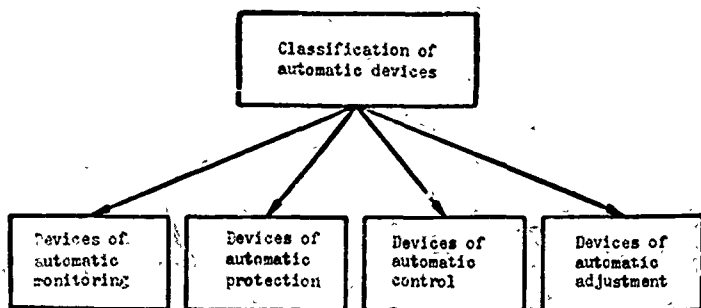 Classification of
automatic devices
Devices of
automatic
monitoring
Devices of
automatic
protection
Devices of
automatic
control
Devices of
automatic
adjustment